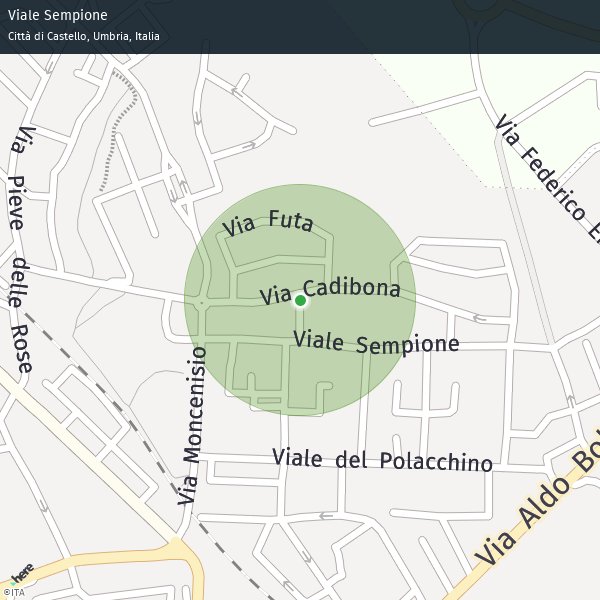 Viale Sempione
Città di Castello, Umbria, Italia
Via Pieve delle Rose
Via Federico E
Via Futa
Via Cadibona
Viale Sempione
Via Moncenisio
Viale del Polacchino
Via Aldo Bo
here
©ITA